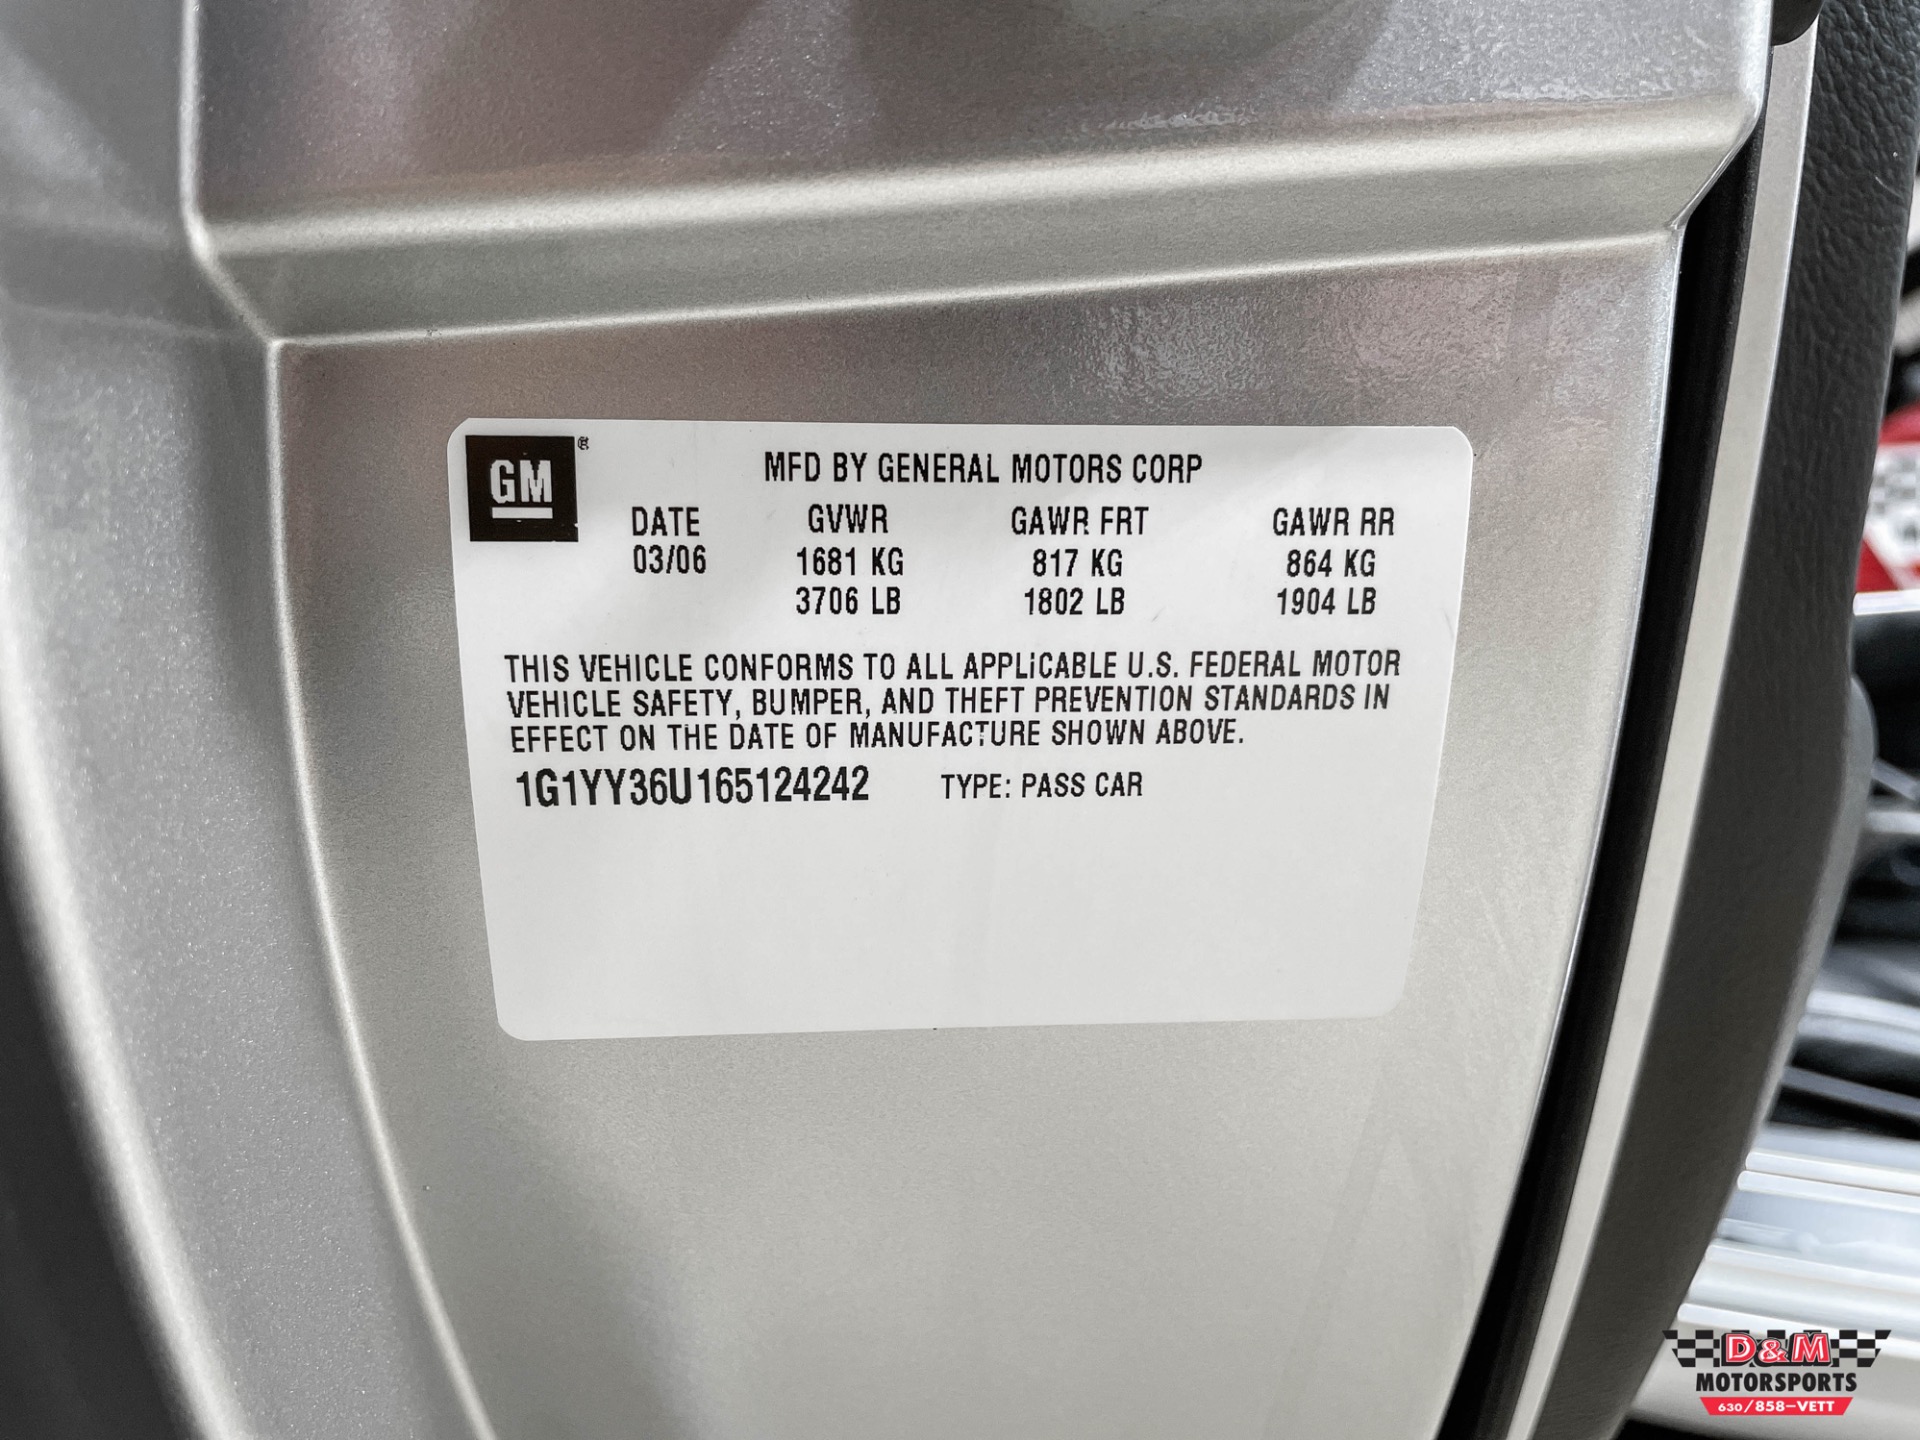 GM®
MFD BY GENERAL MOTORS CORP
DATE GVWR GAWR FRT GAWR RR
03/06 1681 KG 817 KG 864 KG
3706 LB 1802 LB 1904 LB
THIS VEHICLE CONFORMS TO ALL APPLICABLE U.S. FEDERAL MOTOR
VEHICLE SAFETY, BUMPER, AND THEFT PREVENTION STANDARDS IN
EFFECT ON THE DATE OF MANUFACTURE SHOWN ABOVE.
1G1YY36U165124242 TYPE: PASS CAR
D&M
MOTORSPORTS
630/858-VETT